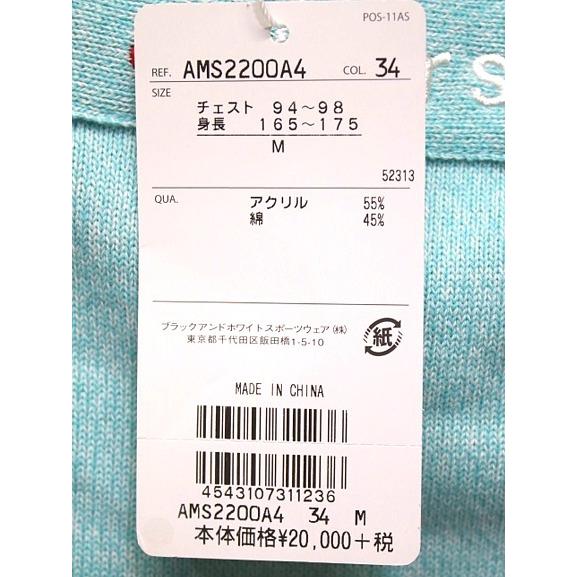 POS-11AS
REF. AMS2200A4 COL. 34
SIZE
チェスト 94～98
身長 165～175
M
52313
QUA. アクリル 55%
綿 45%
ブラックアンドホワイトスポーツウェア(株)
東京都千代田区飯田橋1-5-10
紙
MADE IN CHINA
4543107311236
AMS2200A4 34 M
本体価格¥20,000+税
rs